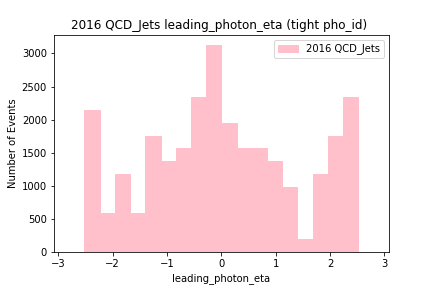 2016 QCD_Jets leading_photon_eta (tight pho_id)
2016 QCD_Jets
Number of Events
3000
2500
2000
1500
1000
500
0
−3 −2 −1 0 1 2 3
leading_photon_eta